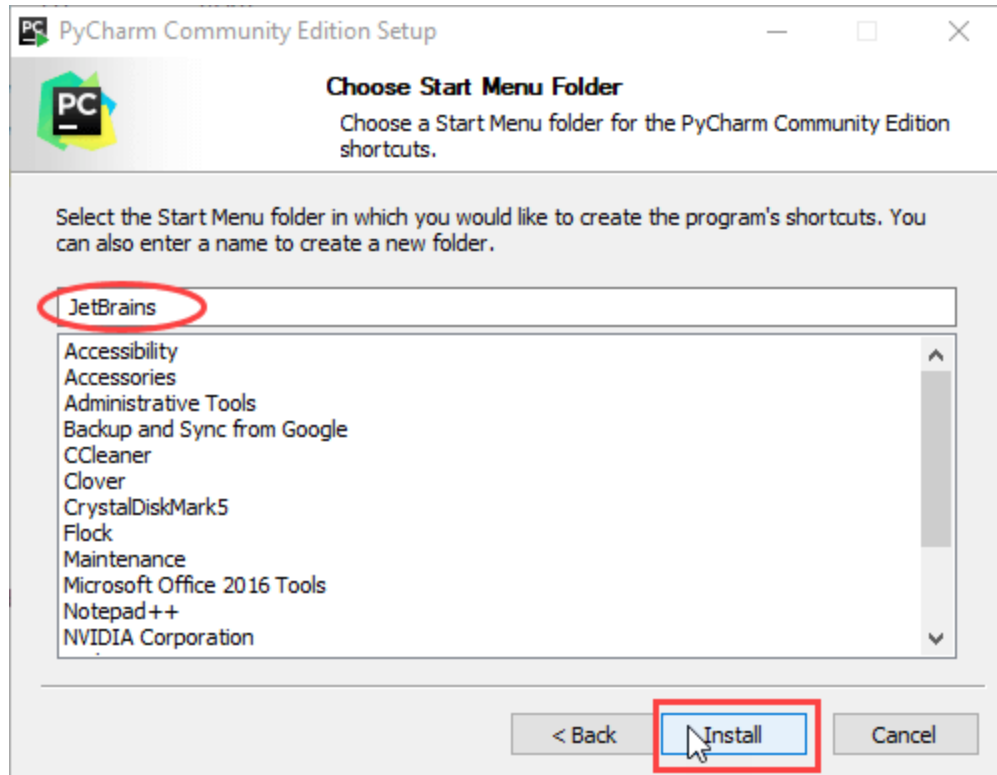 PC PyCharm Community Edition Setup
PC
Choose Start Menu Folder
Choose a Start Menu folder for the PyCharm Community Edition
shortcuts.
Select the Start Menu folder in which you would like to create the program's shortcuts. You
can also enter a name to create a new folder.
JetBrains
Accessibility
Accessories
Administrative Tools
Backup and Sync from Google
CCleaner
Clover
CrystalDiskMark5
Flock
Maintenance
Microsoft Office 2016 Tools
Notepad++
NVIDIA Corporation
< Back Install Cancel